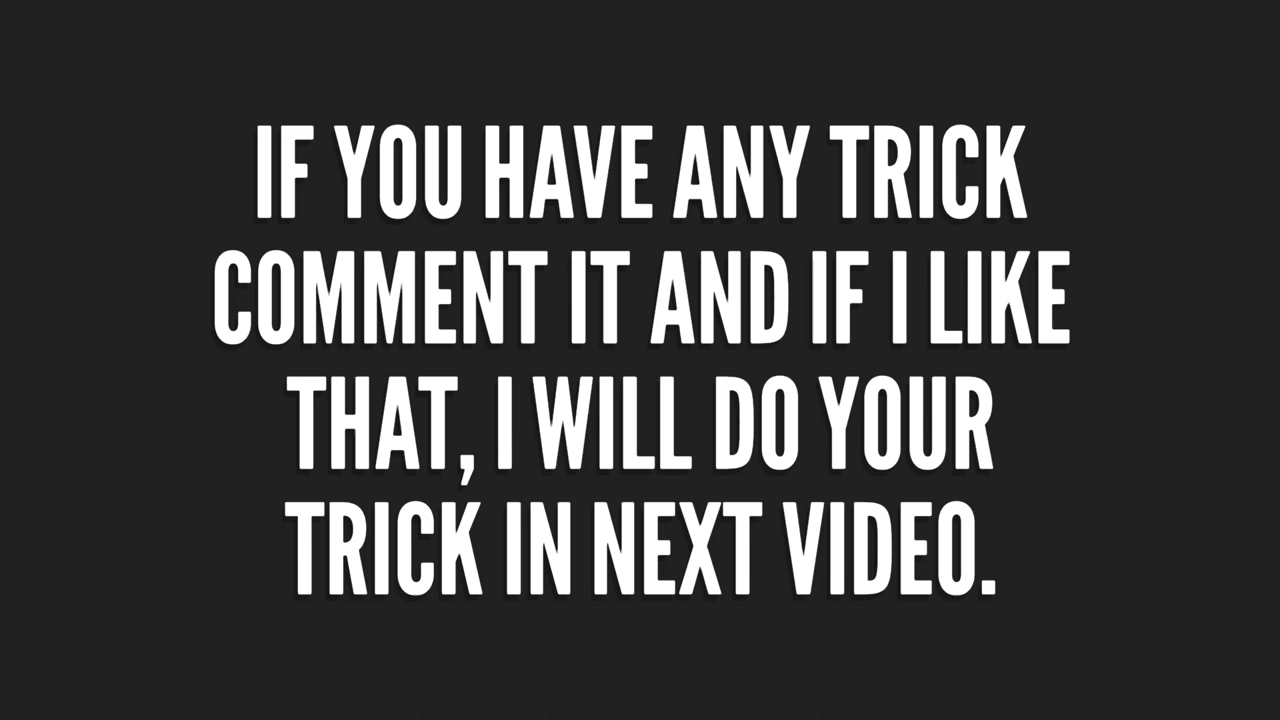 IF YOU HAVE ANY TRICK
COMMENT IT AND IF I LIKE
THAT, I WILL DO YOUR
TRICK IN NEXT VIDEO.